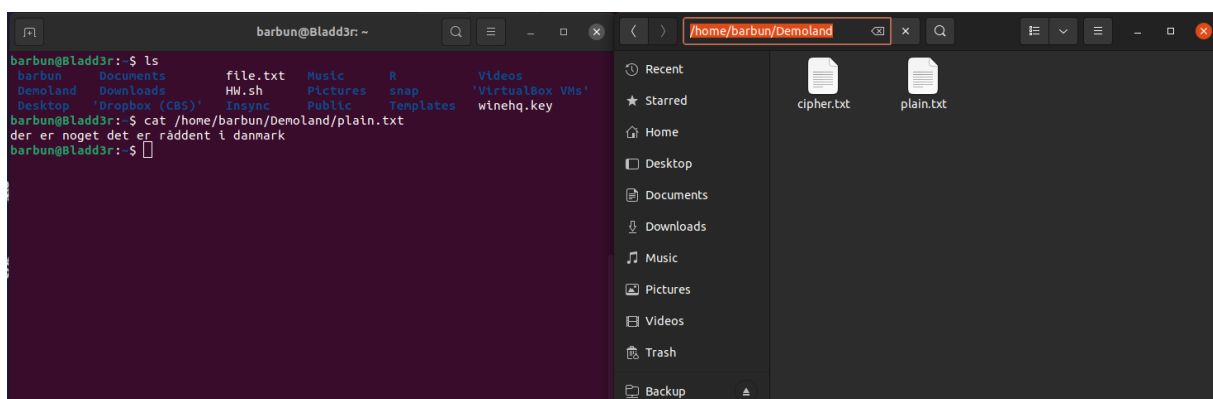 barbun@Bladd3r: ~
barbun@Bladd3r:~$ ls
barbun Documents file.txt Music R Videos
Demoland Downloads HW.sh Pictures snap 'VirtualBox VMs'
Desktop 'Dropbox (CBS)' Insync Public Templates winehq.key
barbun@Bladd3r:~$ cat /home/barbun/Demoland/plain.txt
der er noget det er råddent i danmark
barbun@Bladd3r:~$
/home/barbun/Demoland
Recent
Starred
Home
Desktop
Documents
Downloads
Music
Pictures
Videos
Trash
Backup
cipher.txt
plain.txt